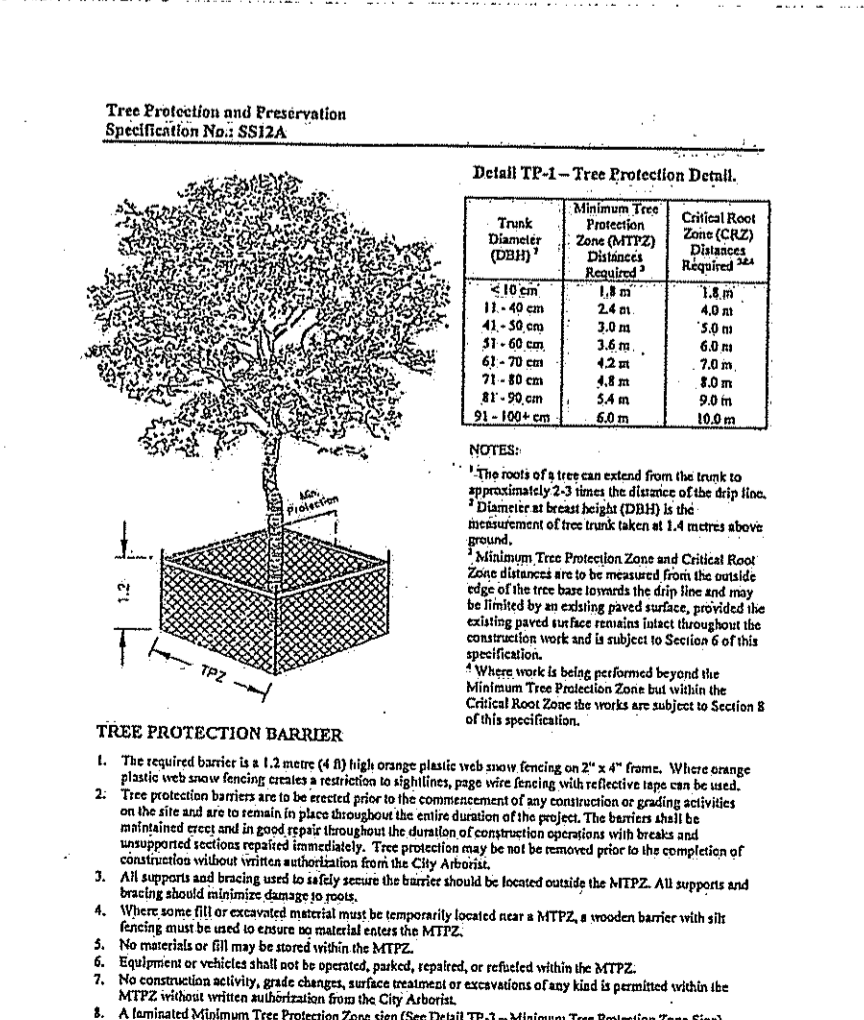 Tree Protection and Preservation
Specification No.: SS12A
Detail TP-1 – Tree Protection Detail.
Trunk Diameter (DBH) ² Minimum Tree Protection Zone (MTPZ) Distances Required ³ Critical Root Zone (CRZ) Distances Required ³&⁴
< 10 cm 1.8 m 1.8 m
11 - 40 cm 2.4 m 4.0 m
41 - 50 cm 3.0 m 5.0 m
51 - 60 cm 3.6 m 6.0 m
61 - 70 cm 4.2 m 7.0 m
71 - 80 cm 4.8 m 8.0 m
81 - 90 cm 5.4 m 9.0 m
91 - 100+ cm 6.0 m 10.0 m
Min.
Protection
1.2
TPZ
NOTES:
¹ The roots of a tree can extend from the trunk to
approximately 2-3 times the distance of the drip line.
² Diameter at breast height (DBH) is the
measurement of tree trunk taken at 1.4 metres above
ground.
³ Minimum Tree Protection Zone and Critical Root
Zone distances are to be measured from the outside
edge of the tree base towards the drip line and may
be limited by an existing paved surface, provided the
existing paved surface remains intact throughout the
construction work and is subject to Section 6 of this
specification.
⁴ Where work is being performed beyond the
Minimum Tree Protection Zone but within the
Critical Root Zone the works are subject to Section 8
of this specification.
TREE PROTECTION BARRIER
1. The required barrier is a 1.2 metre (4 ft) high orange plastic web snow fencing on 2" x 4" frame. Where orange
plastic web snow fencing creates a restriction to sightlines, page wire fencing with reflective tape can be used.
2. Tree protection barriers are to be erected prior to the commencement of any construction or grading activities
on the site and are to remain in place throughout the entire duration of the project. The barriers shall be
maintained erect and in good repair throughout the duration of construction operations with breaks and
unsupported sections repaired immediately. Tree protection may be not be removed prior to the completion of
construction without written authorization from the City Arborist.
3. All supports and bracing used to safely secure the barrier should be located outside the MTPZ. All supports and
bracing should minimize damage to roots.
4. Where some fill or excavated material must be temporarily located near a MTPZ, a wooden barrier with silt
fencing must be used to ensure no material enters the MTPZ.
5. No materials or fill may be stored within the MTPZ.
6. Equipment or vehicles shall not be operated, parked, repaired, or refueled within the MTPZ.
7. No construction activity, grade changes, surface treatment or excavations of any kind is permitted within the
MTPZ without written authorization from the City Arborist.
8. A laminated Minimum Tree Protection Zone sign (See Detail TP-3 – Minimum Tree Protection Zone Sign)